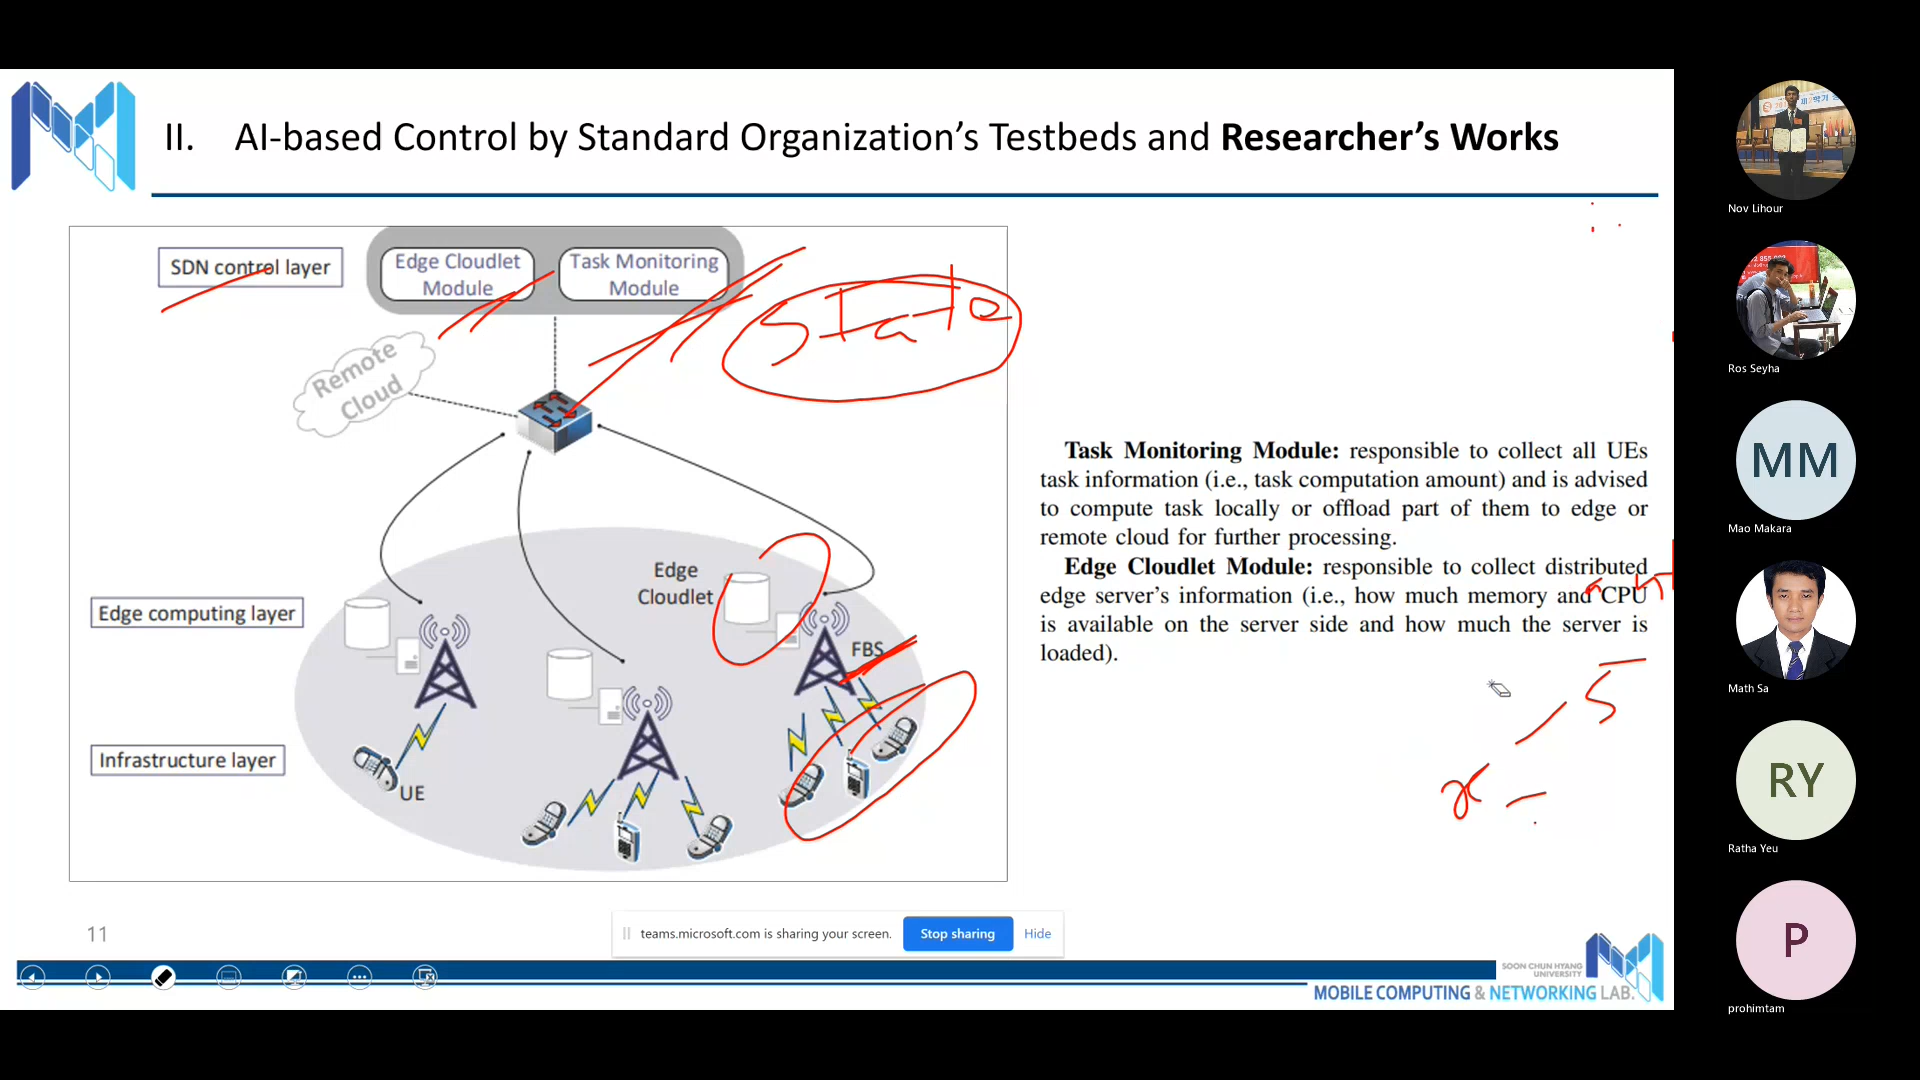 II. AI-based Control by Standard Organization's Testbeds and Researcher's Works
SDN control layer
Edge Cloudlet
Module
Task Monitoring
Module
State
Remote
Cloud
Edge
Cloudlet
Edge computing layer
FBS
Infrastructure layer
UE
Task Monitoring Module: responsible to collect all UEs
task information (i.e., task computation amount) and is advised
to compute task locally or offload part of them to edge or
remote cloud for further processing.
Edge Cloudlet Module: responsible to collect distributed
edge server's information (i.e., how much memory and CPU
is available on the server side and how much the server is
loaded).
5
x
11
teams.microsoft.com is sharing your screen.
Stop sharing
Hide
SOON CHUN HYANG
UNIVERSITY
MOBILE COMPUTING & NETWORKING LAB.
Nov Lihour
Ros Seyha
MM
Mao Makara
Math Sa
RY
Ratha Yeu
P
prohimtam